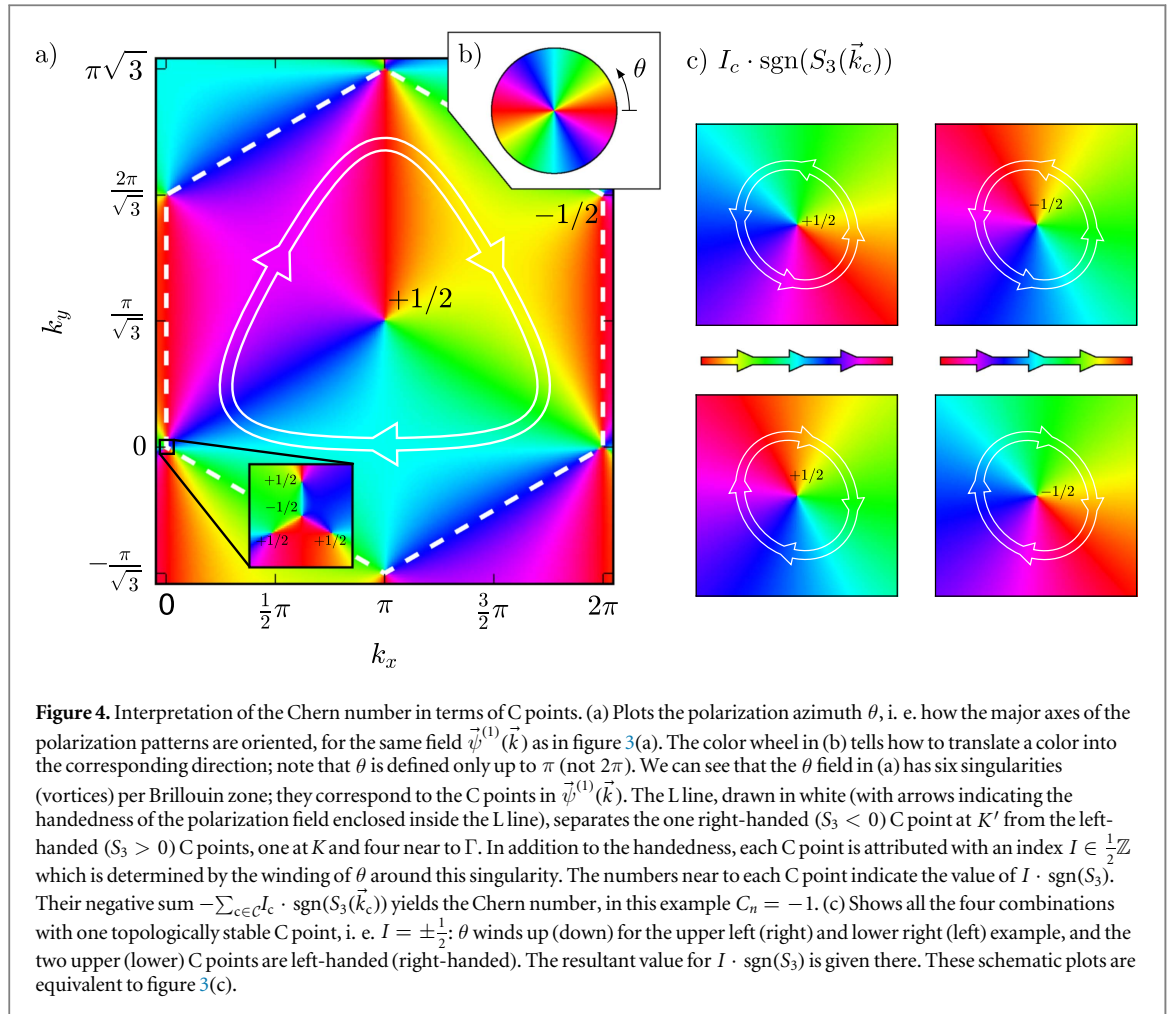 a)
b)
c) I_c · sgn(S_3(\vec{k}_c))
θ
π√3
2π/√3
π/√3
0
−π/√3
k_y
−1/2
+1/2
+1/2
−1/2
+1/2
+1/2
0
½π
π
3/2π
2π
k_x
+1/2
−1/2
+1/2
−1/2
Figure 4. Interpretation of the Chern number in terms of C points. (a) Plots the polarization azimuth θ, i. e. how the major axes of the
polarization patterns are oriented, for the same field \vec{ψ}^{(1)}(\vec{k}) as in figure 3(a). The color wheel in (b) tells how to translate a color into
the corresponding direction; note that θ is defined only up to π (not 2π). We can see that the θ field in (a) has six singularities
(vortices) per Brillouin zone; they correspond to the C points in \vec{ψ}^{(1)}(\vec{k}). The L line, drawn in white (with arrows indicating the
handedness of the polarization field enclosed inside the L line), separates the one right-handed (S_3 < 0) C point at K′ from the left-
handed (S_3 > 0) C points, one at K and four near to Γ. In addition to the handedness, each C point is attributed with an index I ∈ ½ℤ
which is determined by the winding of θ around this singularity. The numbers near to each C point indicate the value of I · sgn(S_3).
Their negative sum −∑_{c∈𝒞} I_c · sgn(S_3(\vec{k}_c)) yields the Chern number, in this example C_n = −1. (c) Shows all the four combinations
with one topologically stable C point, i. e. I = ±½: θ winds up (down) for the upper left (right) and lower right (left) example, and the
two upper (lower) C points are left-handed (right-handed). The resultant value for I · sgn(S_3) is given there. These schematic plots are
equivalent to figure 3(c).